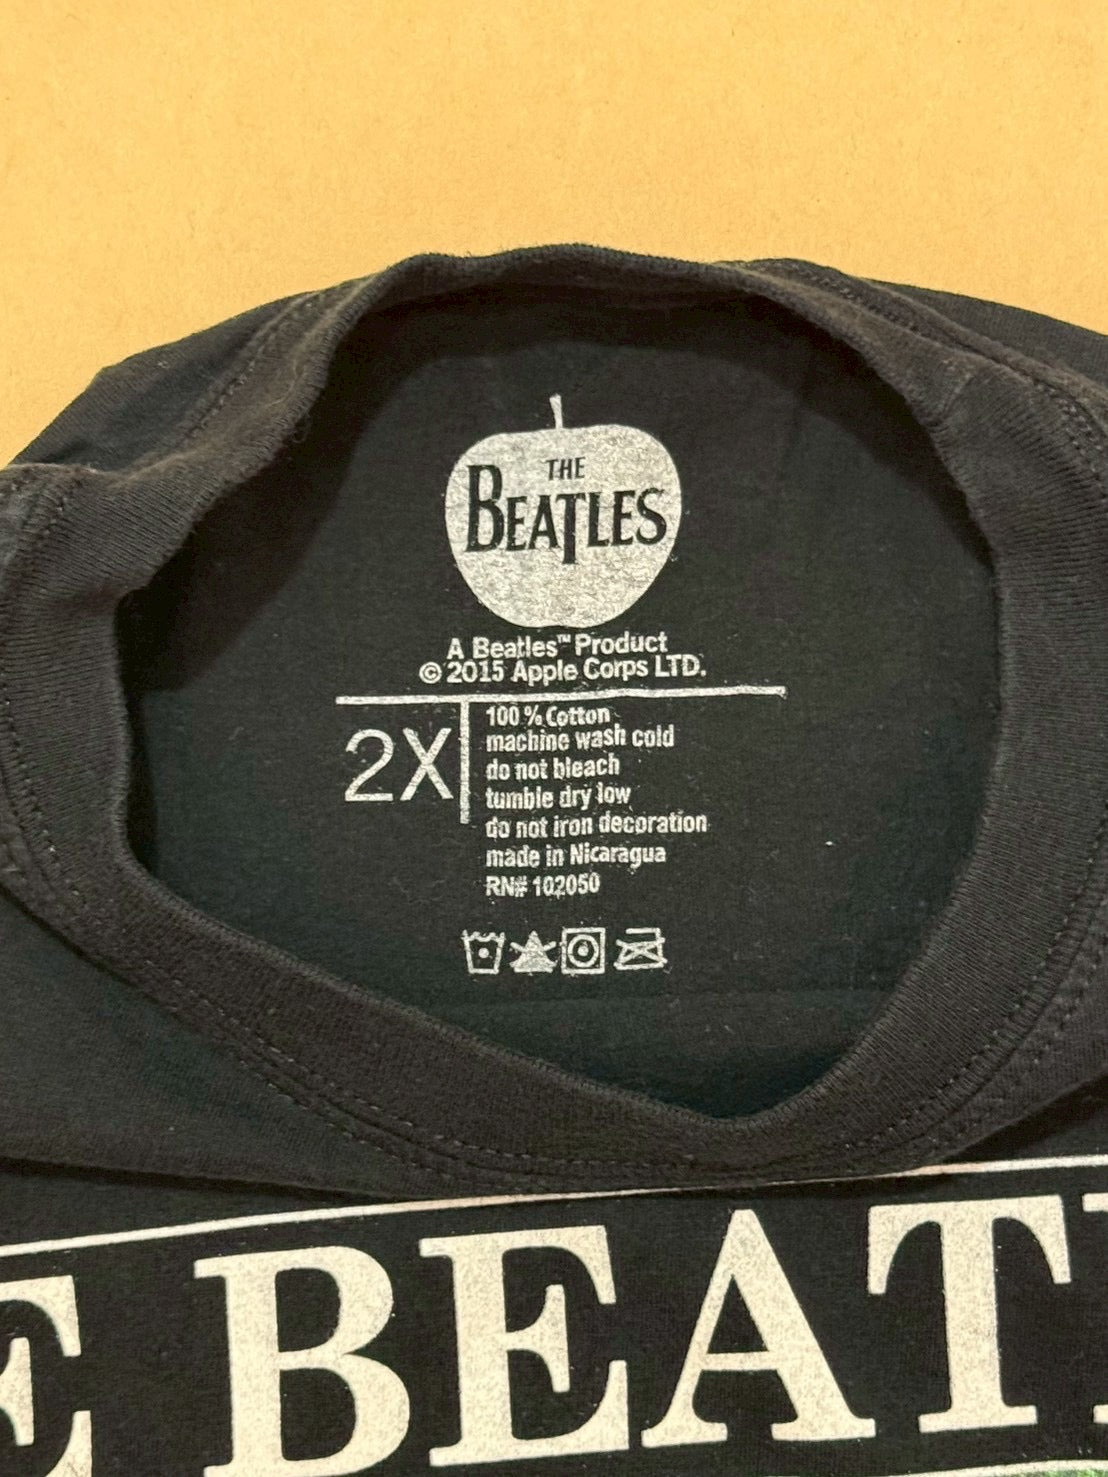 THE
BEATLES
A Beatles™ Product
© 2015 Apple Corps LTD.
2X
100 % Cotton
machine wash cold
do not bleach
tumble dry low
do not iron decoration
made in Nicaragua
RN# 102050
E BEAT